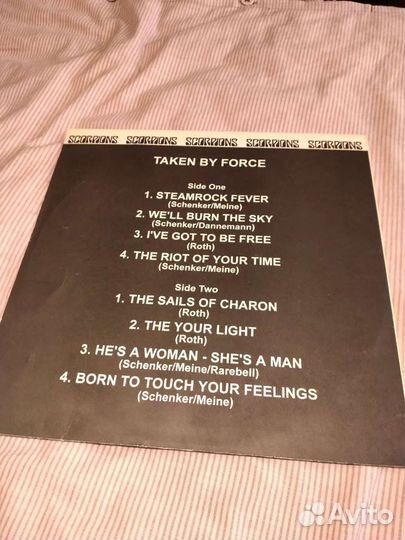 SCORPIONS SCORPIONS SCORPIONS SCORPIONS SCORPIONS
TAKEN BY FORCE
Side One
1. STEAMROCK FEVER
(Schenker/Meine)
2. WE'LL BURN THE SKY
(Schenker/Dannemann)
3. I'VE GOT TO BE FREE
(Roth)
4. THE RIOT OF YOUR TIME
(Schenker/Meine)
Side Two
1. THE SAILS OF CHARON
(Roth)
2. THE YOUR LIGHT
(Roth)
3. HE'S A WOMAN - SHE'S A MAN
(Schenker/Meine/Rarebell)
4. BORN TO TOUCH YOUR FEELINGS
(Schenker/Meine)
Avito